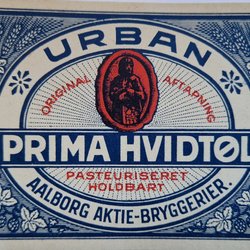 URBAN
ORIGINAL AFTAPNING
PRIMA HVIDTØL
PASTEURISERET
HOLDBART
AALBORG AKTIE-BRYGGERIER